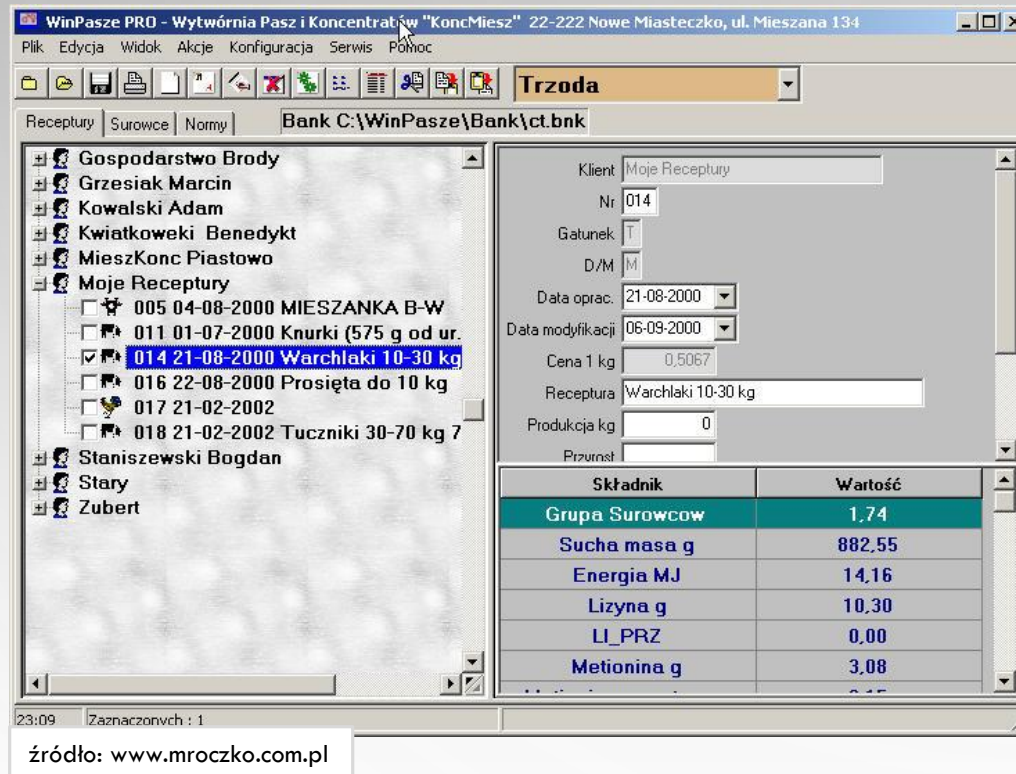 WinPasze PRO - Wytwórnia Pasz i Koncentratów "KoncMiesz" 22-222 Nowe Miasteczko, ul. Mieszana 134
Plik Edycja Widok Akcje Konfiguracja Serwis Pomoc
Trzoda
Receptury Surowce Normy Bank C:\WinPasze\Bank\ct.bnk
Gospodarstwo Brody
Grzesiak Marcin
Kowalski Adam
Kwiatkoweki Benedykt
MieszKonc Piastowo
Moje Receptury
005 04-08-2000 MIESZANKA B-W
011 01-07-2000 Knurki (575 g od ur.
014 21-08-2000 Warchlaki 10-30 kg
016 22-08-2000 Prosięta do 10 kg
017 21-02-2002
018 21-02-2002 Tuczniki 30-70 kg 7
Staniszewski Bogdan
Stary
Zubert
Klient Moje Receptury
Nr 014
Gatunek T
D/M M
Data oprac. 21-08-2000
Data modyfikacji 06-09-2000
Cena 1 kg 0,5067
Receptura Warchlaki 10-30 kg
Produkcja kg 0
Przyrost
Składnik Wartość
Grupa Surowcow 1,74
Sucha masa g 882,55
Energia MJ 14,16
Lizyna g 10,30
LI_PRZ 0,00
Metionina g 3,08
23:09 Zaznaczonych : 1
źródło: www.mroczko.com.pl